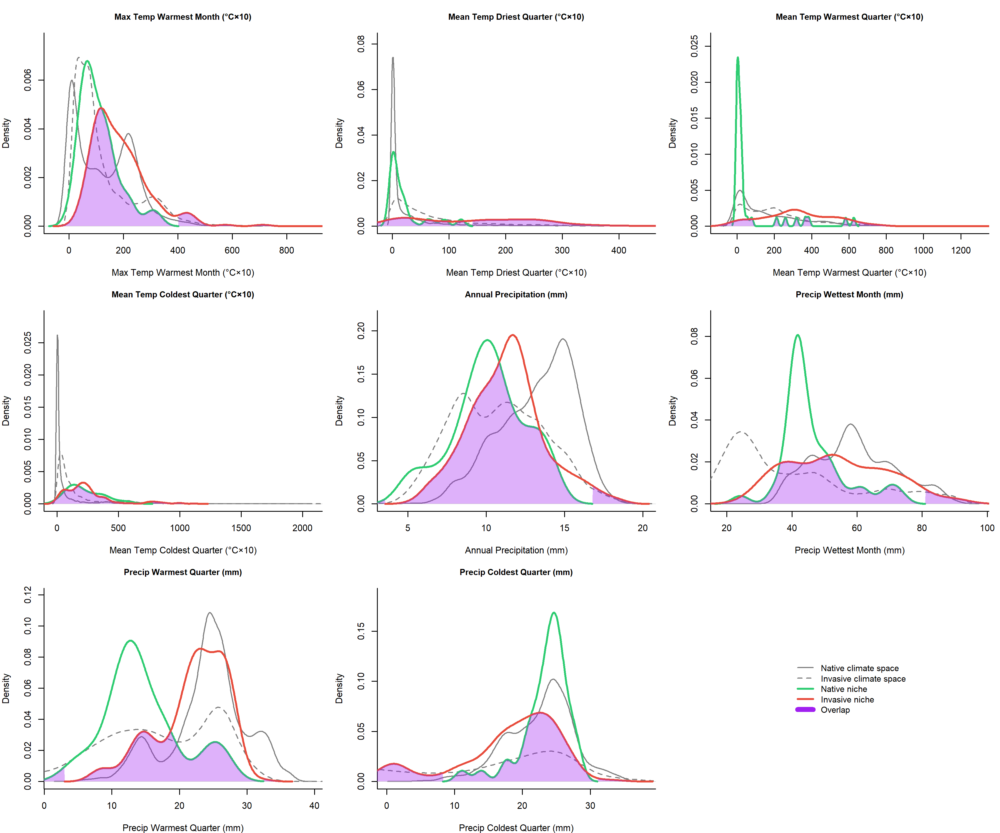 Max Temp Warmest Month (°C×10)
Density
0.000 0.002 0.004 0.006
0 200 400 600 800
Max Temp Warmest Month (°C×10)
Mean Temp Driest Quarter (°C×10)
Density
0.00 0.02 0.04 0.06 0.08
0 100 200 300 400
Mean Temp Driest Quarter (°C×10)
Mean Temp Warmest Quarter (°C×10)
Density
0.000 0.005 0.010 0.015 0.020 0.025
0 200 400 600 800 1000 1200
Mean Temp Warmest Quarter (°C×10)
Mean Temp Coldest Quarter (°C×10)
Density
0.000 0.005 0.010 0.015 0.020 0.025
0 500 1000 1500 2000
Mean Temp Coldest Quarter (°C×10)
Annual Precipitation (mm)
Density
0.00 0.05 0.10 0.15 0.20
5 10 15 20
Annual Precipitation (mm)
Precip Wettest Month (mm)
Density
0.00 0.02 0.04 0.06 0.08
20 40 60 80 100
Precip Wettest Month (mm)
Precip Warmest Quarter (mm)
Density
0.00 0.02 0.04 0.06 0.08 0.10 0.12
0 10 20 30 40
Precip Warmest Quarter (mm)
Precip Coldest Quarter (mm)
Density
0.00 0.05 0.10 0.15
0 10 20 30
Precip Coldest Quarter (mm)
Native climate space
Invasive climate space
Native niche
Invasive niche
Overlap